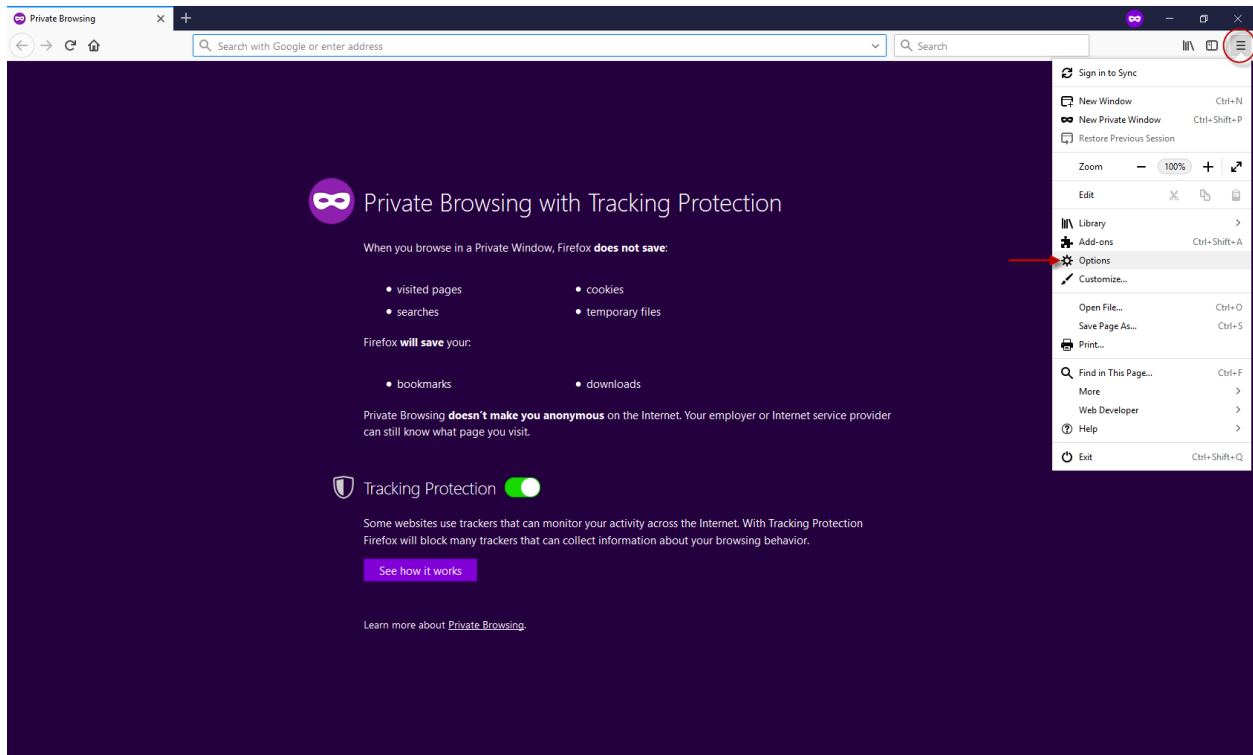 Private Browsing
Search with Google or enter address
Search
Sign in to Sync
New Window Ctrl+N
New Private Window Ctrl+Shift+P
Restore Previous Session
Zoom 100%
Edit
Library
Add-ons Ctrl+Shift+A
Options
Customize...
Open File... Ctrl+O
Save Page As... Ctrl+S
Print...
Find in This Page... Ctrl+F
More
Web Developer
Help
Exit Ctrl+Shift+Q
Private Browsing with Tracking Protection
When you browse in a Private Window, Firefox does not save:
• visited pages • cookies
• searches • temporary files
Firefox will save your:
• bookmarks • downloads
Private Browsing doesn't make you anonymous on the Internet. Your employer or Internet service provider
can still know what page you visit.
Tracking Protection
Some websites use trackers that can monitor your activity across the Internet. With Tracking Protection
Firefox will block many trackers that can collect information about your browsing behavior.
See how it works
Learn more about Private Browsing.